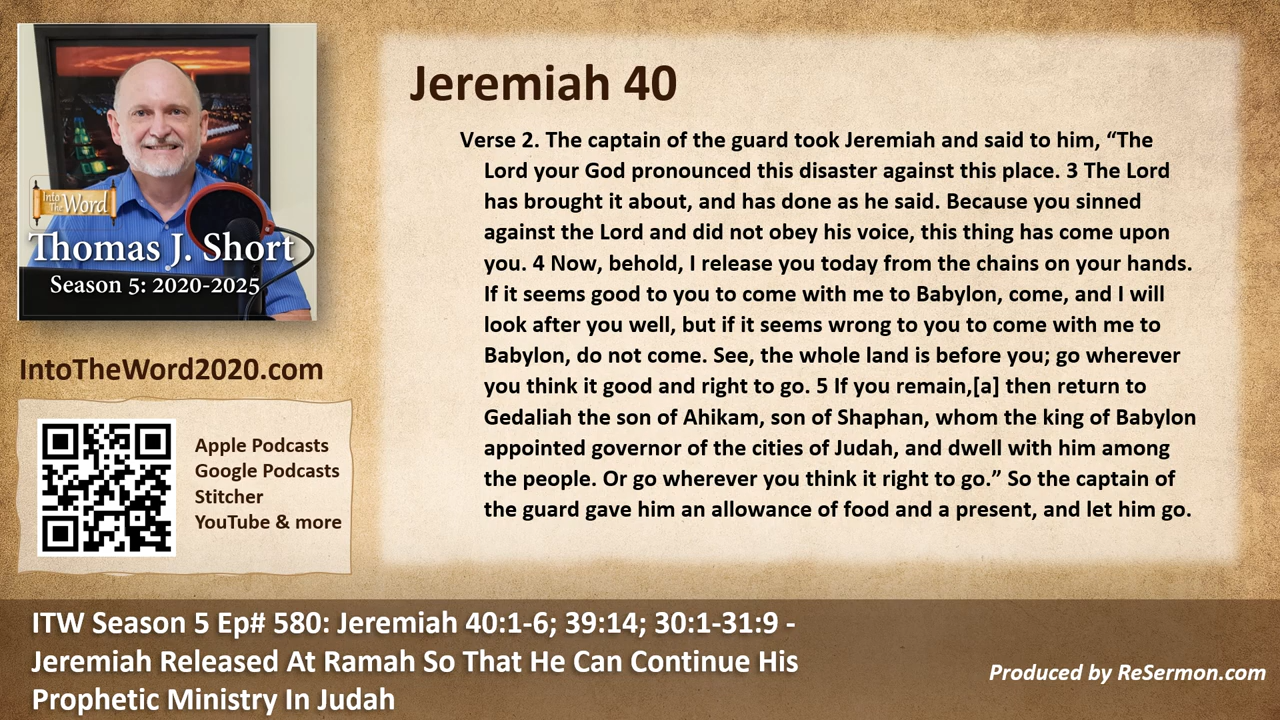 Into
The Word
Thomas J. Short
Season 5: 2020-2025
IntoTheWord2020.com
Apple Podcasts
Google Podcasts
Stitcher
YouTube & more
Jeremiah 40
Verse 2. The captain of the guard took Jeremiah and said to him, “The
Lord your God pronounced this disaster against this place. 3 The Lord
has brought it about, and has done as he said. Because you sinned
against the Lord and did not obey his voice, this thing has come upon
you. 4 Now, behold, I release you today from the chains on your hands.
If it seems good to you to come with me to Babylon, come, and I will
look after you well, but if it seems wrong to you to come with me to
Babylon, do not come. See, the whole land is before you; go wherever
you think it good and right to go. 5 If you remain,[a] then return to
Gedaliah the son of Ahikam, son of Shaphan, whom the king of Babylon
appointed governor of the cities of Judah, and dwell with him among
the people. Or go wherever you think it right to go.” So the captain of
the guard gave him an allowance of food and a present, and let him go.
ITW Season 5 Ep# 580: Jeremiah 40:1-6; 39:14; 30:1-31:9 -
Jeremiah Released At Ramah So That He Can Continue His
Prophetic Ministry In Judah
Produced by ReSermon.com